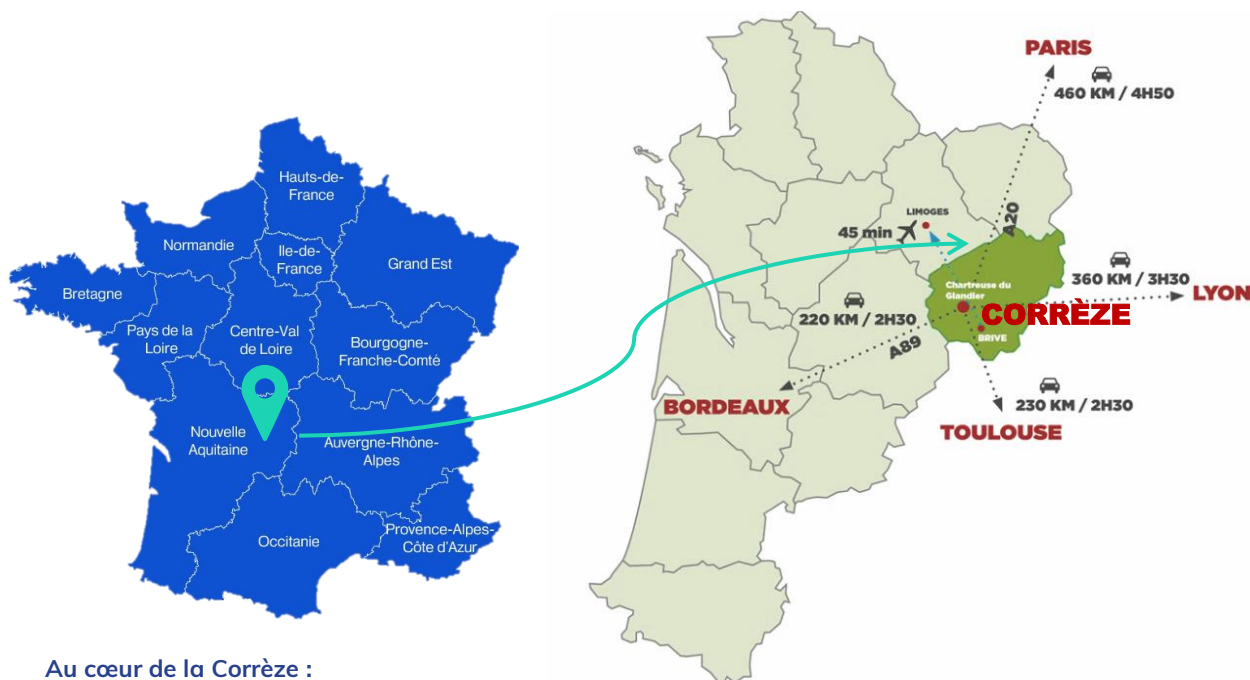 Hauts-de-
France
Normandie
Ile-de-
France
Grand Est
Bretagne
Pays de la
Loire
Centre-Val
de Loire
Bourgogne-
Franche-Comté
Nouvelle
Aquitaine
Auvergne-Rhône-
Alpes
Occitanie
Provence-Alpes-
Côte d'Azur
PARIS
460 KM / 4H50
A20
LIMOGES
45 min
360 KM / 3H30
LYON
Chartreuse du
Glandier
CORRÈZE
BRIVE
220 KM / 2H30
A89
BORDEAUX
230 KM / 2H30
TOULOUSE
Au cœur de la Corrèze :